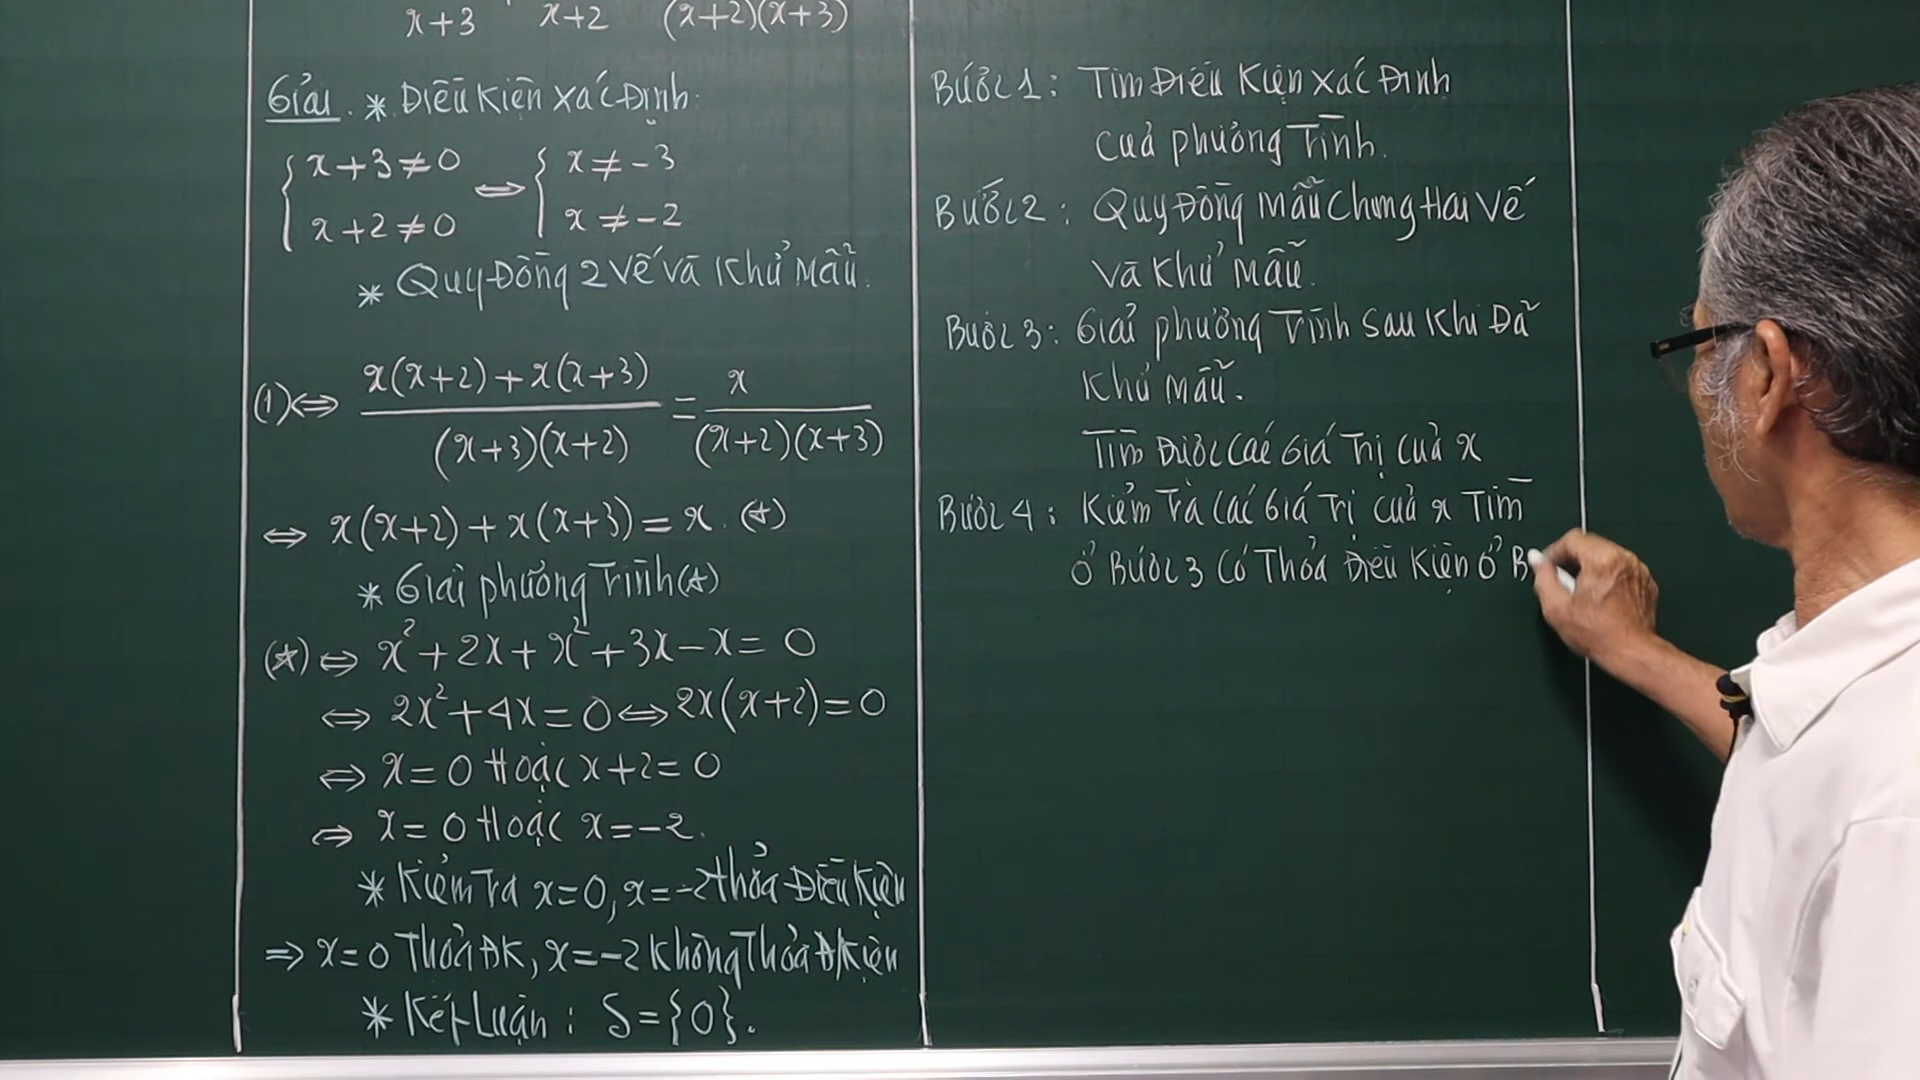 x+3 x+2 (x+2)(x+3)
Giải. * Điều Kiện Xác Định.
{ x+3≠0 ⇔ { x≠-3
x+2≠0 x≠-2
* Quy Đồng 2 Vế và Khử Mẫu.
(1)⇔ x(x+2)+x(x+3) / (x+3)(x+2) = x / (x+2)(x+3)
⇔ x(x+2)+x(x+3)=x. (*)
* Giải phương Trình (*)
(*) ⇔ x²+2x+x²+3x-x=0
⇔ 2x²+4x=0⇔2x(x+2)=0
⇔ x=0 Hoặc x+2=0
⇔ x=0 Hoặc x=-2.
* Kiểm Tra x=0, x=-2 thỏa Điều Kiện
⇒ x=0 Thỏa ĐK, x=-2 Không Thỏa Đ/Kiện
* Kết Luận: S={0}.
Bước 1: Tìm Điều Kiện Xác Định
của phương Trình.
Bước 2: Quy Đồng Mẫu Chung Hai Vế
và Khử Mẫu.
Bước 3: Giải phương Trình Sau Khi Đã
Khử Mẫu.
Tìm Được Các Giá Trị của x
Bước 4: Kiểm Tra Các Giá Trị của x Tìm
ở Bước 3 Có Thỏa Điều Kiện ở B